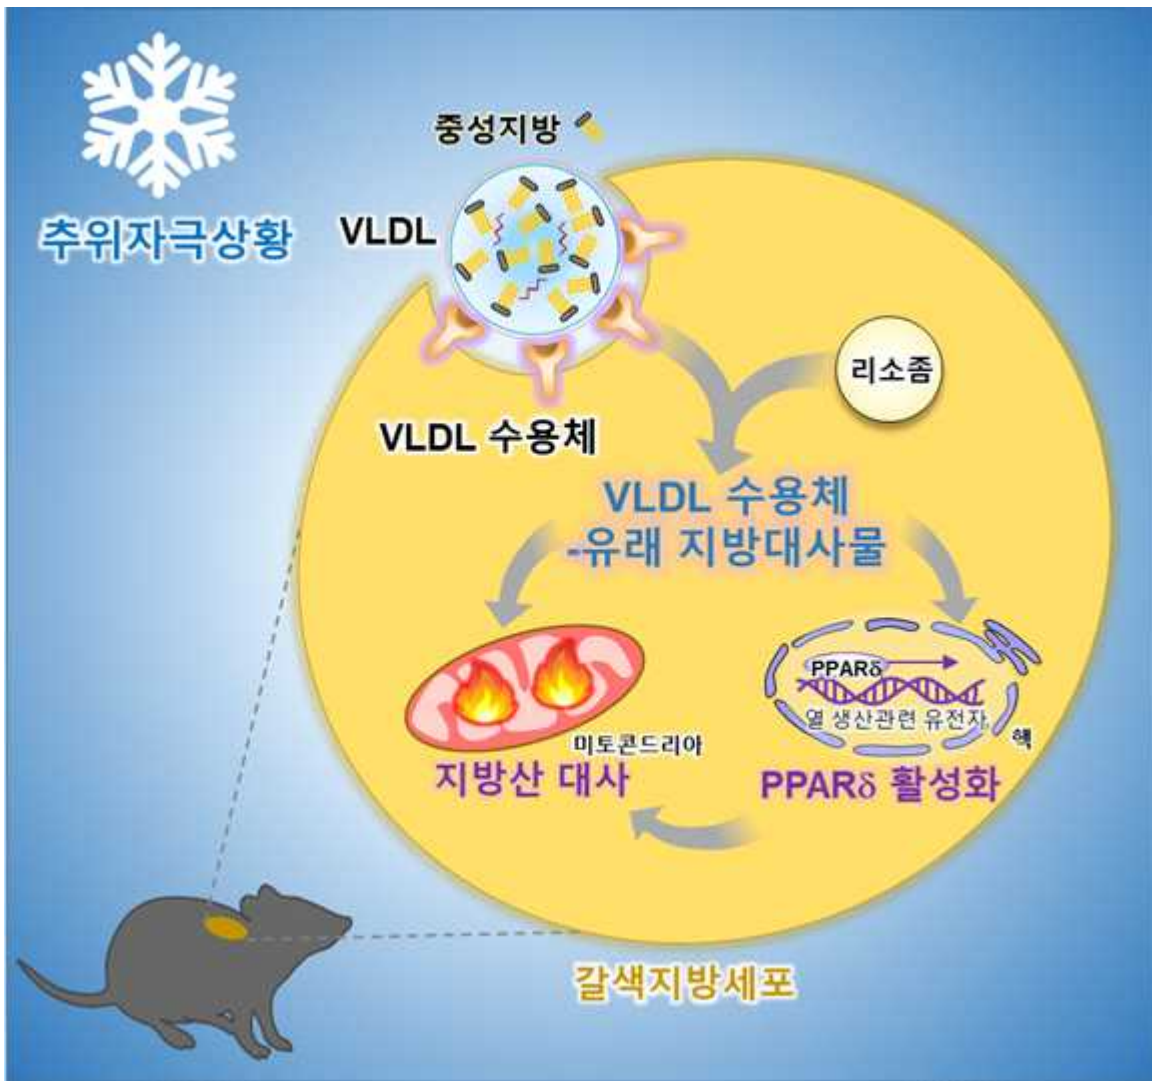 중성지방
추위자극상황
VLDL
리소좀
VLDL 수용체
VLDL 수용체
-유래 지방대사물
PPARδ
열 생산관련 유전자
핵
미토콘드리아
지방산 대사
PPARδ 활성화
갈색지방세포